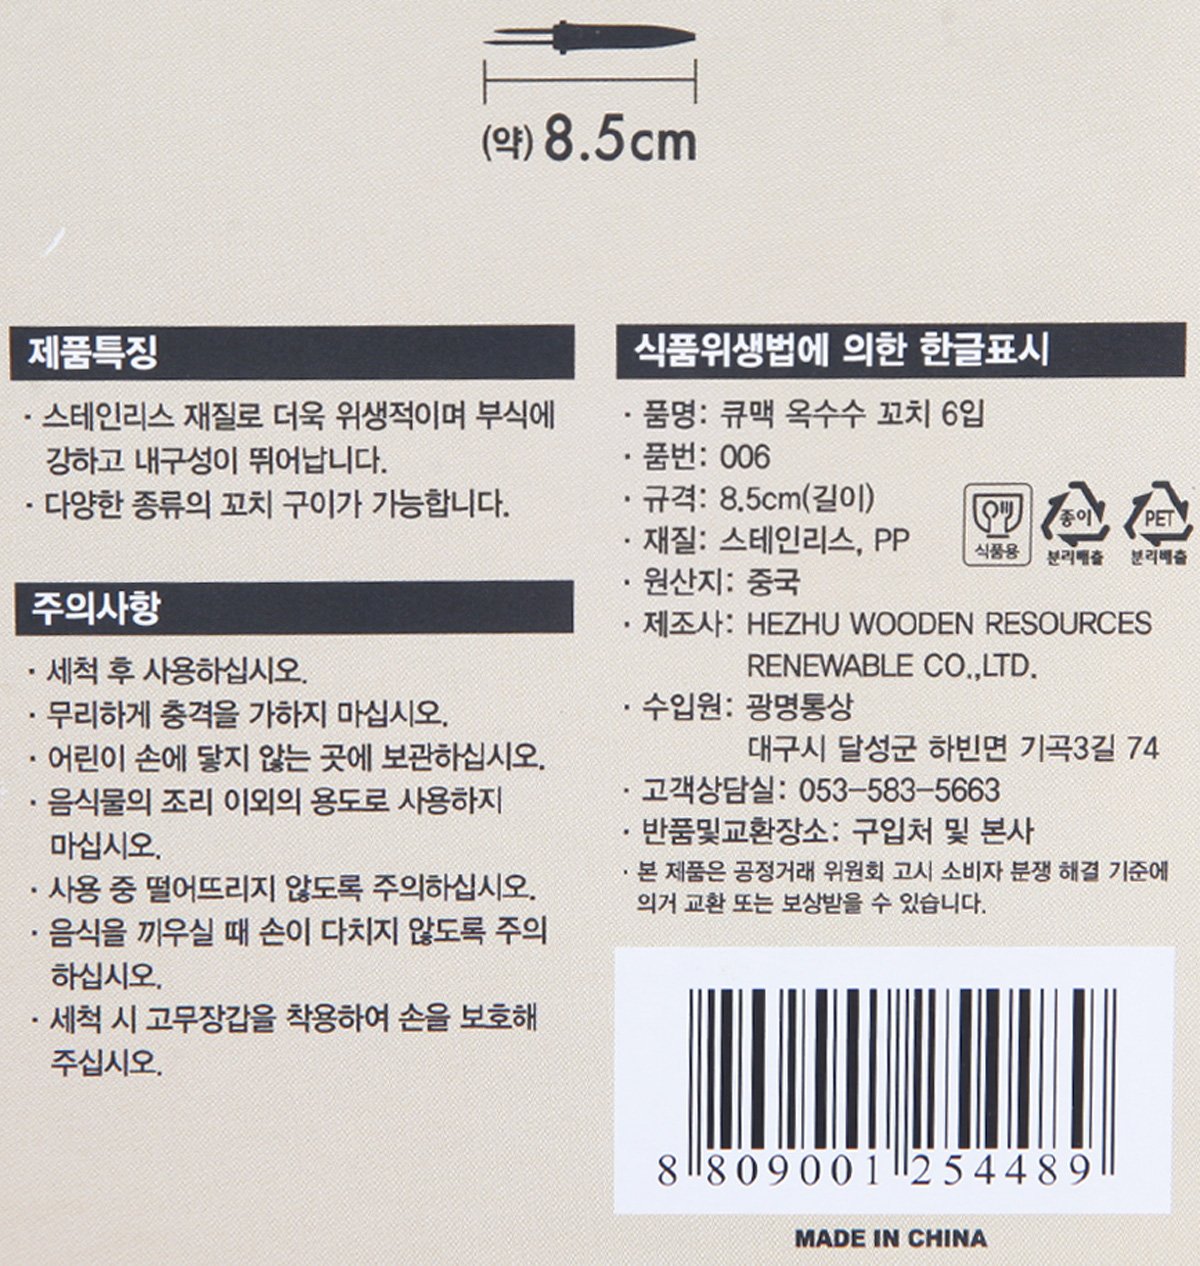 (약) 8.5cm
제품특징
· 스테인리스 재질로 더욱 위생적이며 부식에
강하고 내구성이 뛰어납니다.
· 다양한 종류의 꼬치 구이가 가능합니다.
주의사항
· 세척 후 사용하십시오.
· 무리하게 충격을 가하지 마십시오.
· 어린이 손에 닿지 않는 곳에 보관하십시오.
· 음식물의 조리 이외의 용도로 사용하지
마십시오.
· 사용 중 떨어뜨리지 않도록 주의하십시오.
· 음식을 끼우실 때 손이 다치지 않도록 주의
하십시오.
· 세척 시 고무장갑을 착용하여 손을 보호해
주십시오.
식품위생법에 의한 한글표시
· 품명: 큐맥 옥수수 꼬치 6입
· 품번: 006
· 규격: 8.5cm(길이)
· 재질: 스테인리스, PP
· 원산지: 중국
· 제조사: HEZHU WOODEN RESOURCES
RENEWABLE CO.,LTD.
· 수입원: 광명통상
대구시 달성군 하빈면 기곡3길 74
· 고객상담실: 053-583-5663
· 반품및교환장소: 구입처 및 본사
· 본 제품은 공정거래 위원회 고시 소비자 분쟁 해결 기준에
의거 교환 또는 보상받을 수 있습니다.
식품용
종이
분리배출
PET
분리배출
8 809001 254489
MADE IN CHINA